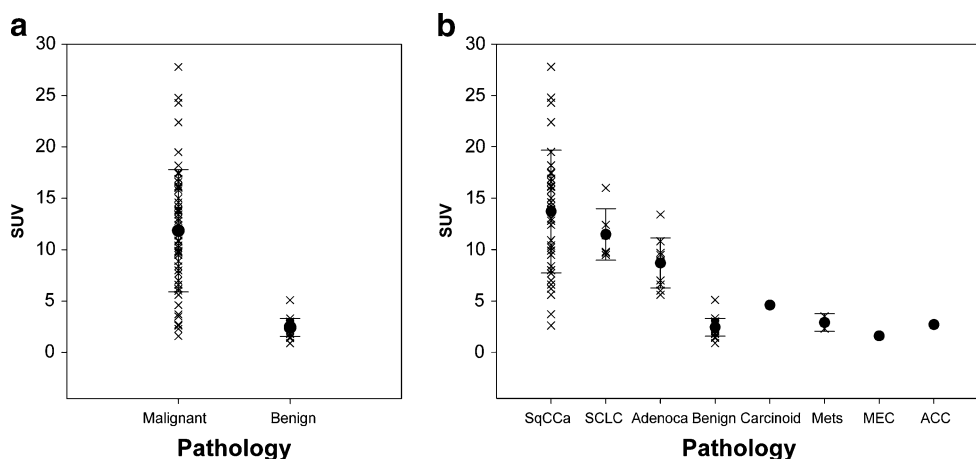 a
30
25
20
15
10
5
0
SUV
Malignant Benign
Pathology
b
30
25
20
15
10
5
0
SUV
SqCCa SCLC Adenoca Benign Carcinoid Mets MEC ACC
Pathology